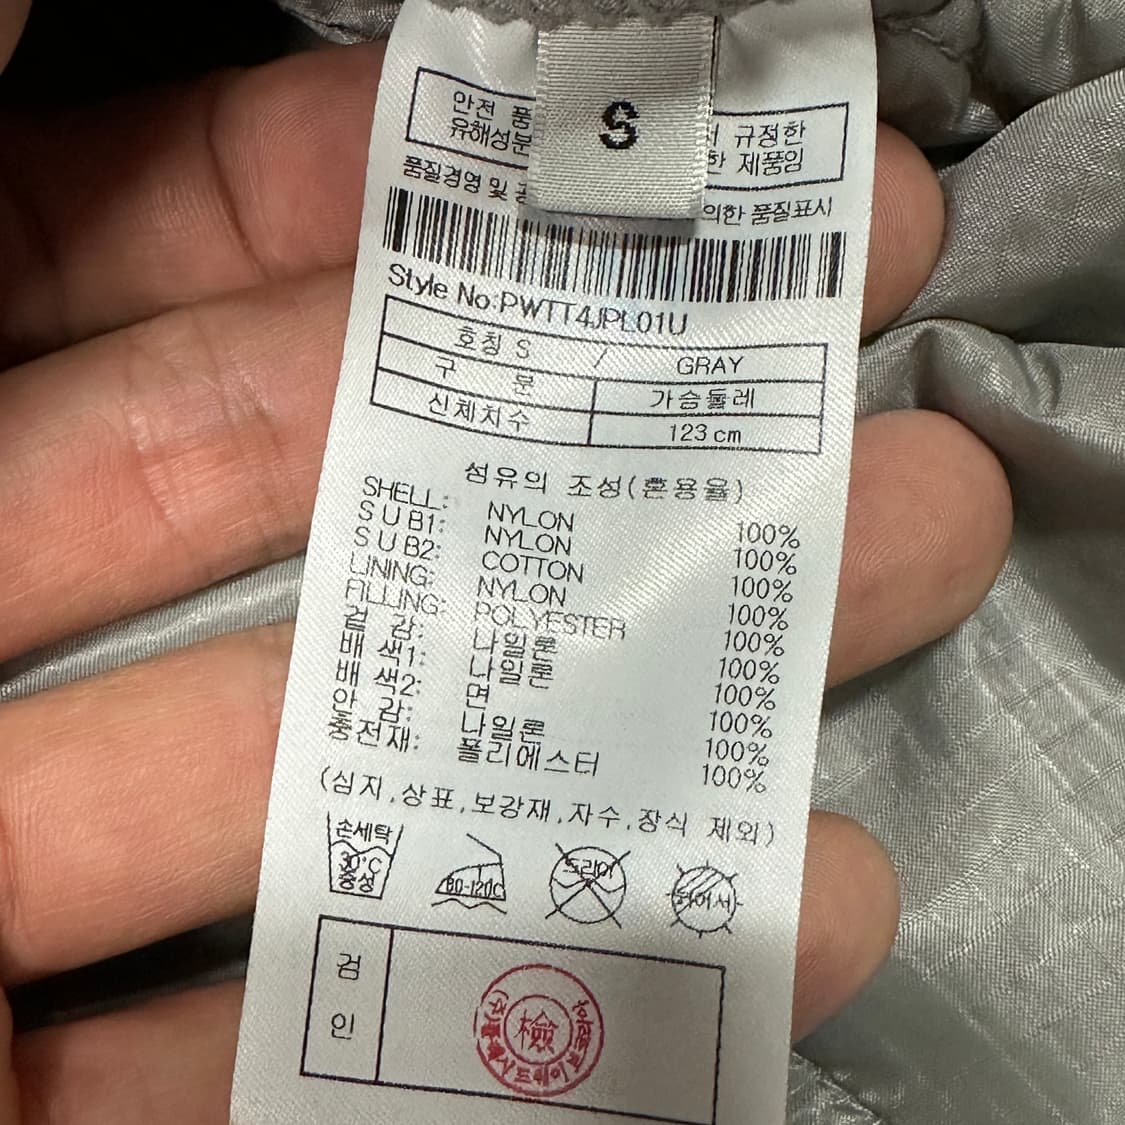 S
안전 품 허 규정한
유해성분 한 제품임
품질경영 및 공 의한 품질표시
Style No:PWTT4JPL01U
호칭 S / GRAY
구 분 가슴둘레
신체치수 123 cm
섬유의 조성(혼용율)
SHELL: NYLON 100%
SUB1: NYLON 100%
SUB2: COTTON 100%
LINING: NYLON 100%
FILLING: POLYESTER 100%
겉 감: 나일론 100%
배 색1: 나일론 100%
배 색2: 면 100%
안 감: 나일론 100%
충전재: 폴리에스터 100%
(심지,상표,보강재,자수,장식 제외)
손세탁
30°C
중성
80-120C
드라이
검
인
檢